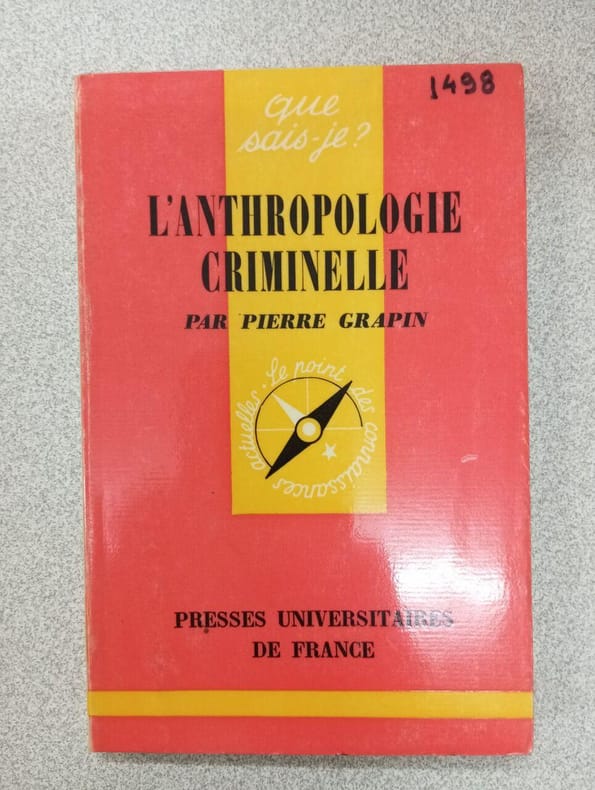 1498
que
sais-je?
L'ANTHROPOLOGIE
CRIMINELLE
PAR PIERRE GRAPIN
Le point des connaissances actuelles.
PRESSES UNIVERSITAIRES
DE FRANCE